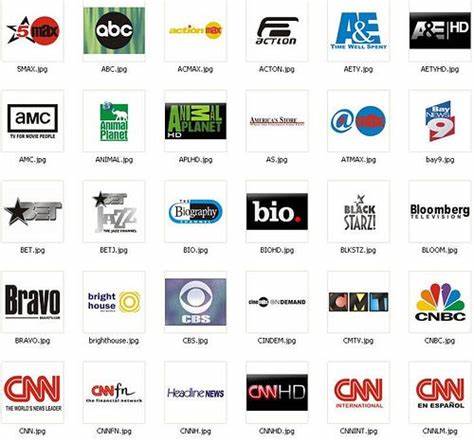 5 max
abc
action max
ACTION
A&E
TIME WELL SPENT
A&E HD
5MAX.jpg
ABC.jpg
ACMAX.jpg
ACTON.jpg
AETV.jpg
AETVHD.jpg
aMC
TV FOR MOVIE PEOPLE
Animal
Planet
ANIMAL
PLANET
HD
AMERICA'S STORE
@max
Bay
NEWS
9
AMC.jpg
ANIMAL.jpg
APLHD.jpg
AS.jpg
ATMAX.jpg
bay9.jpg
BET
BET
JAZZ
THE JAZZ CHANNEL
THE
Biography
CHANNEL
bio.
BLACK
STARZ!
Bloomberg
TELEVISION
BET.jpg
BETJ.jpg
BIO.jpg
BIOHD.jpg
BLKSTZ.jpg
BLOOM.jpg
Bravo
bright
house
CBS
ON DEMAND
CMT
CNBC
BRAVO.jpg
brighthouse.jpg
CBS.jpg
CINDEM.jpg
CMTV.jpg
CNBC.jpg
CNN
THE WORLD'S NEWS LEADER
CNNfn
the financial network
Headline NEWS
CNN HD
CNN
INTERNATIONAL
CNN
EN ESPAÑOL
CNN.jpg
CNNFN.jpg
CNNH.jpg
CNNHD.jpg
CNNINT.jpg
CNNLM.jpg